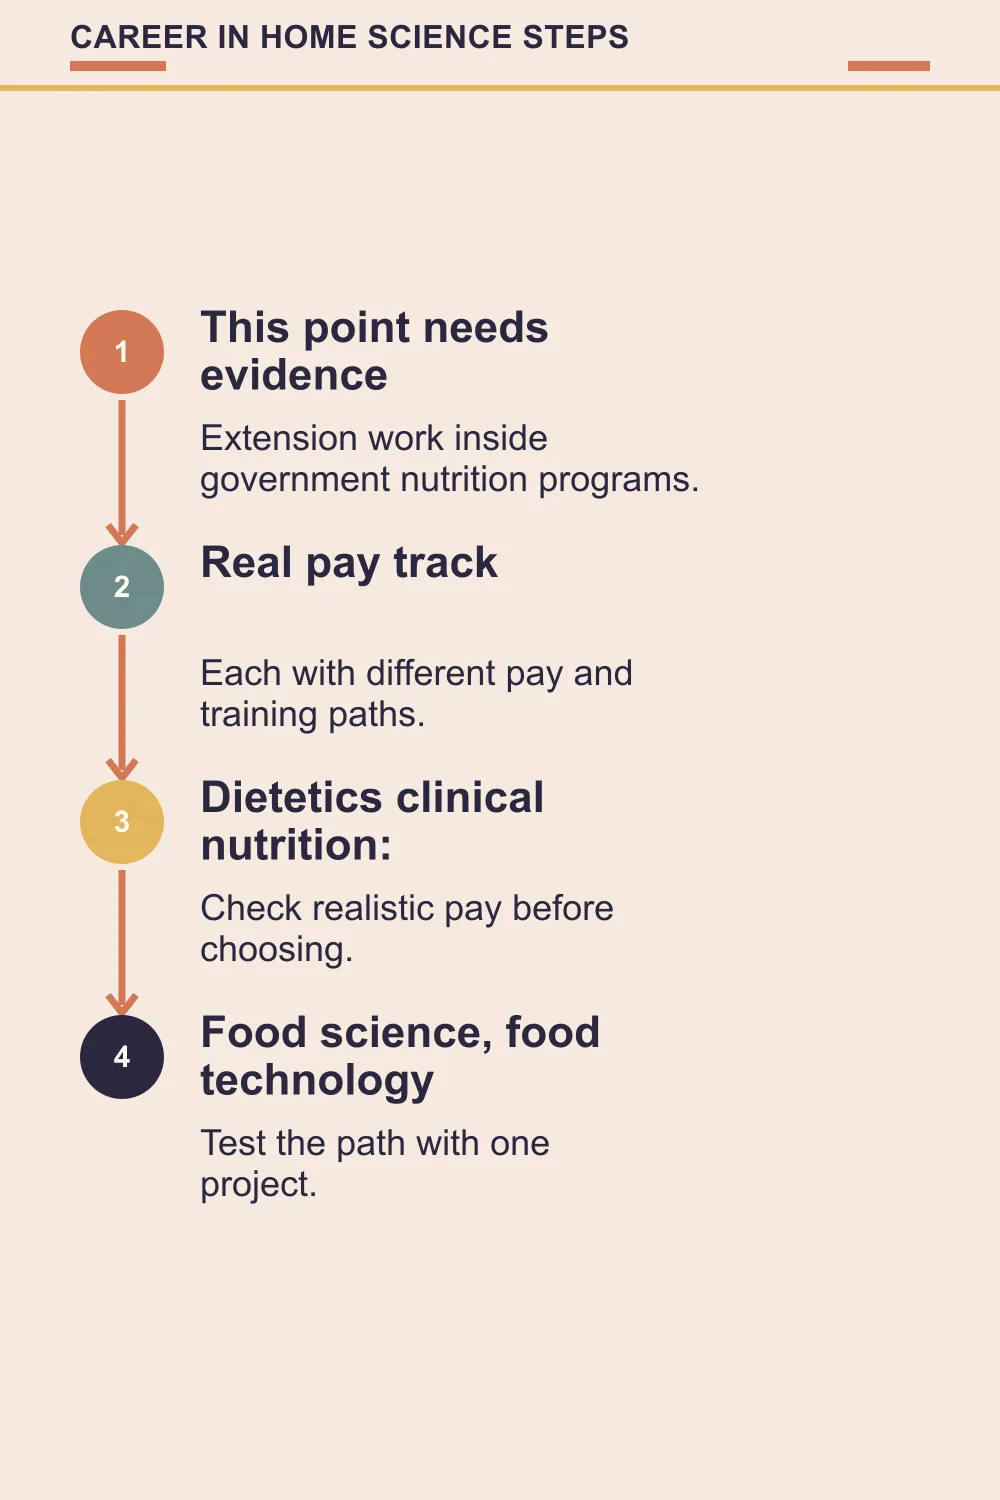 CAREER IN HOME SCIENCE STEPS
1
This point needs
evidence
Extension work inside
government nutrition programs.
2
Real pay track
Each with different pay and
training paths.
3
Dietetics clinical
nutrition:
Check realistic pay before
choosing.
4
Food science, food
technology
Test the path with one
project.